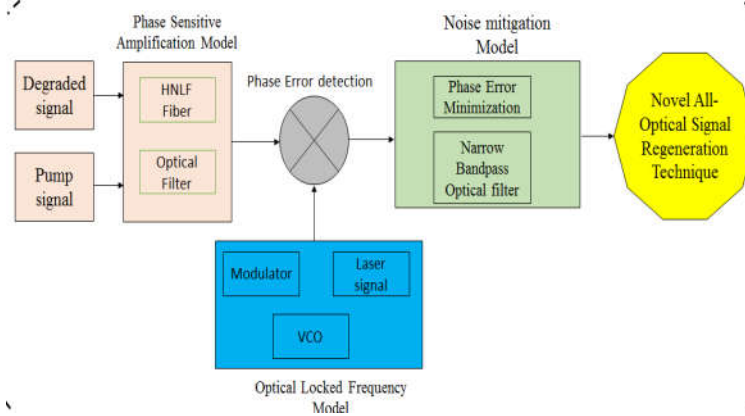 Phase Sensitive
Amplification Model
Noise mitigation
Model
Degraded
signal
HNLF
Fiber
Phase Error detection
Phase Error
Minimization
Novel All-
Optical Signal
Regeneration
Technique
Pump
signal
Optical
Filter
Narrow
Bandpass
Optical filter
Modulator
Laser
signal
VCO
Optical Locked Frequency
Model